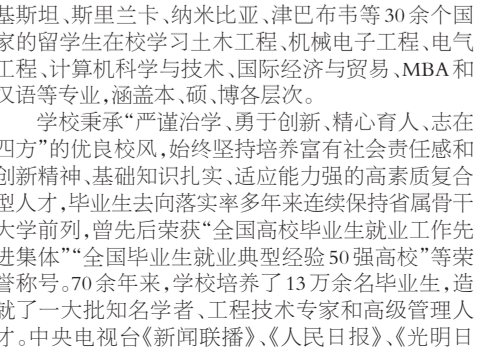 基斯坦、斯里兰卡、纳米比亚、津巴布韦等30余个国
家的留学生在校学习土木工程、机械电子工程、电气
工程、计算机科学与技术、国际经济与贸易、MBA和
汉语等专业,涵盖本、硕、博各层次。
学校秉承“严谨治学、勇于创新、精心育人、志在
四方”的优良校风,始终坚持培养富有社会责任感和
创新精神、基础知识扎实、适应能力强的高素质复合
型人才,毕业生去向落实率多年来连续保持省属骨干
大学前列,曾先后荣获“全国高校毕业生就业工作先
进集体”“全国毕业生就业典型经验50强高校”等荣
誉称号。70余年来,学校培养了13万余名毕业生,造
就了一大批知名学者、工程技术专家和高级管理人
才。中央电视台《新闻联播》、《人民日报》、《光明日